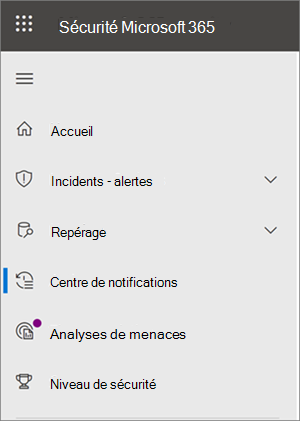 Sécurité Microsoft 365
Accueil
Incidents - alertes
Repérage
Centre de notifications
Analyses de menaces
Niveau de sécurité